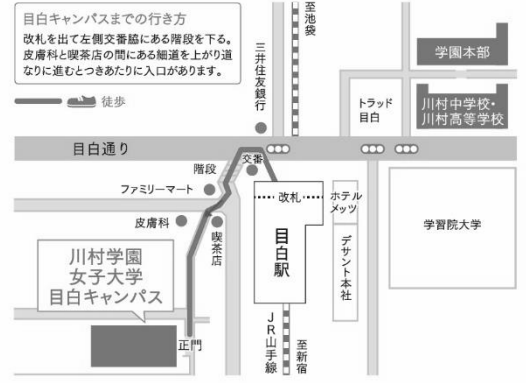 目白キャンパスまでの行き方
改札を出て左側交番脇にある階段を下る。
皮膚科と喫茶店の間にある細道を上がり道
なりに進むとつきあたりに入口があります。
徒歩
至池袋
三井住友銀行
学園本部
トラッド
目白
川村中学校・
川村高等学校
目白通り
交番
階段
ファミリーマート
改札
ホテル
メッツ
皮膚科
喫茶店
目白駅
デサント本社
学習院大学
川村学園
女子大学
目白キャンパス
正門
JR山手線
至新宿